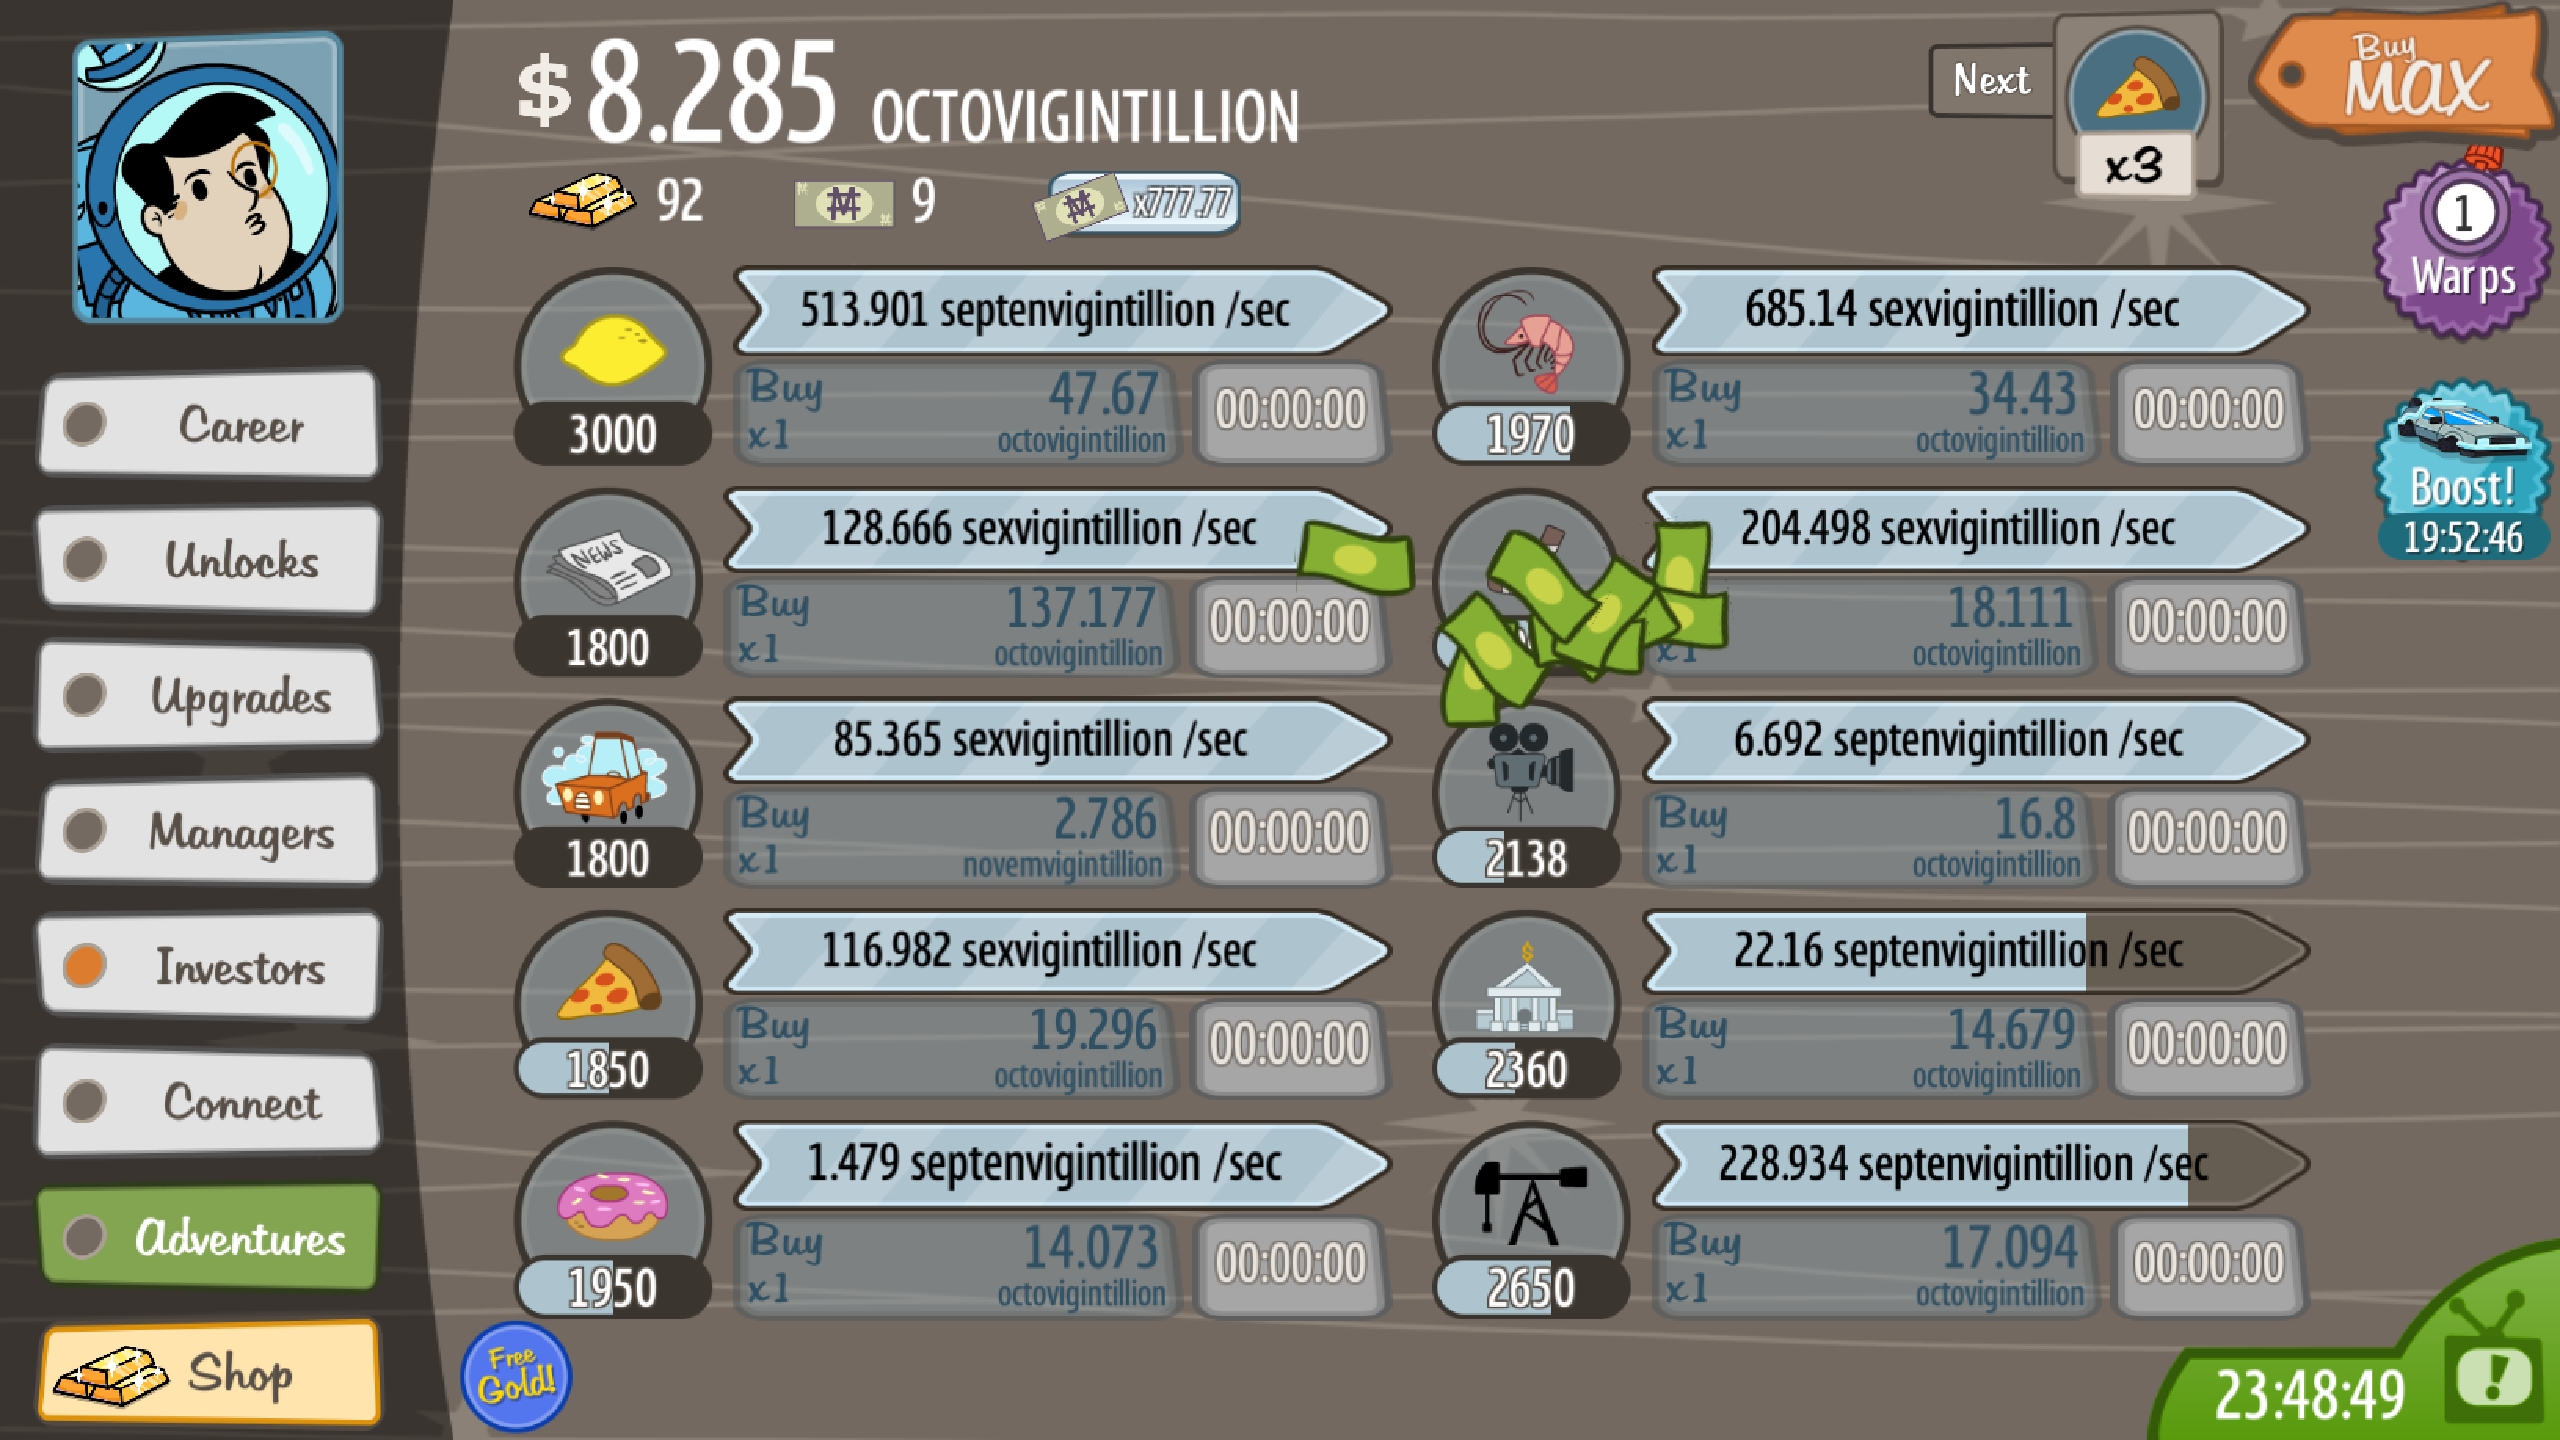 $8.285 OCTOVIGINTILLION
Next
x3
Buy
MAX
92
9
x777.77
1
Warps
Boost!
19:52:46
Career
Unlocks
Upgrades
Managers
Investors
Connect
Adventures
Shop
513.901 septenvigintillion /sec
Buy 47.67
x1 octovigintillion
00:00:00
3000
685.14 sexvigintillion /sec
Buy 34.43
x1 octovigintillion
00:00:00
1970
NEWS
128.666 sexvigintillion /sec
Buy 137.177
x1 octovigintillion
00:00:00
1800
204.498 sexvigintillion /sec
18.111
x1 octovigintillion
00:00:00
85.365 sexvigintillion /sec
Buy 2.786
x1 novemvigintillion
00:00:00
1800
6.692 septenvigintillion /sec
Buy 16.8
x1 octovigintillion
00:00:00
2138
116.982 sexvigintillion /sec
Buy 19.296
x1 octovigintillion
00:00:00
1850
$
22.16 septenvigintillion /sec
Buy 14.679
x1 octovigintillion
00:00:00
2360
1.479 septenvigintillion /sec
Buy 14.073
x1 octovigintillion
00:00:00
1950
228.934 septenvigintillion /sec
Buy 17.094
x1 octovigintillion
00:00:00
2650
Free
Gold!
23:48:49
!